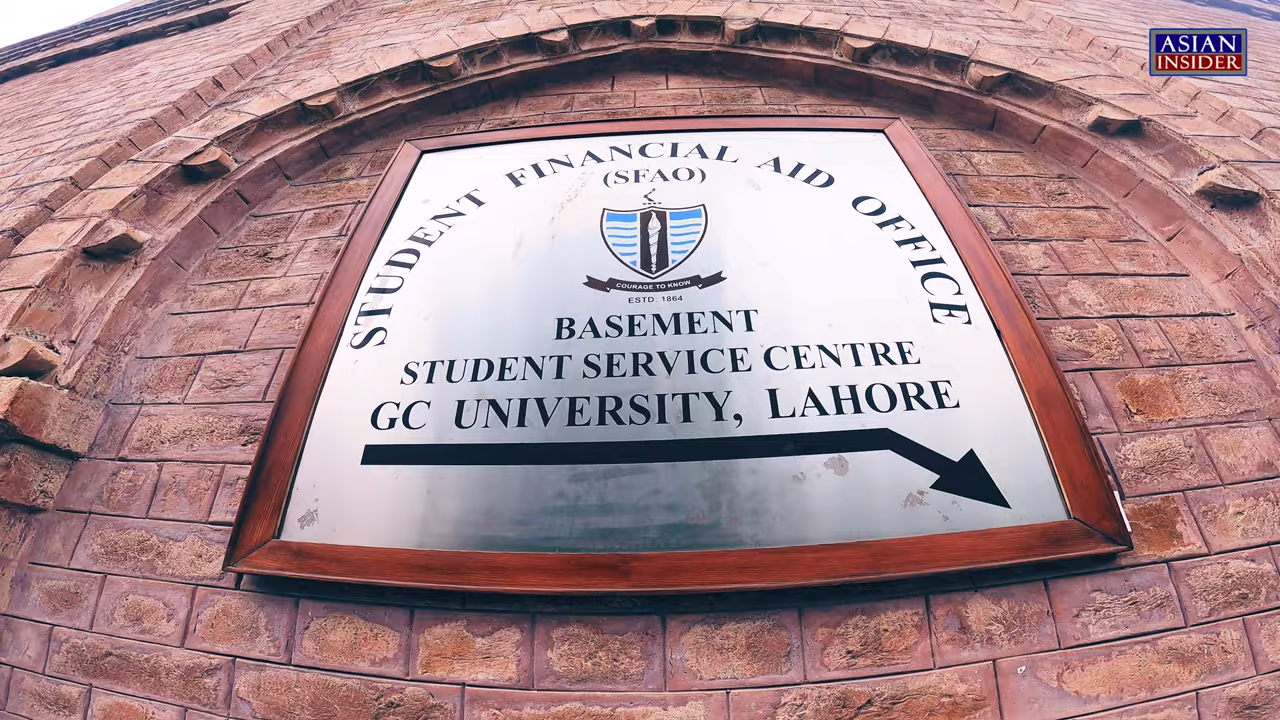 ASIAN
INSIDER
STUDENT FINANCIAL AID OFFICE
(SFAO)
COURAGE TO KNOW
ESTD: 1864
BASEMENT
STUDENT SERVICE CENTRE
GC UNIVERSITY, LAHORE